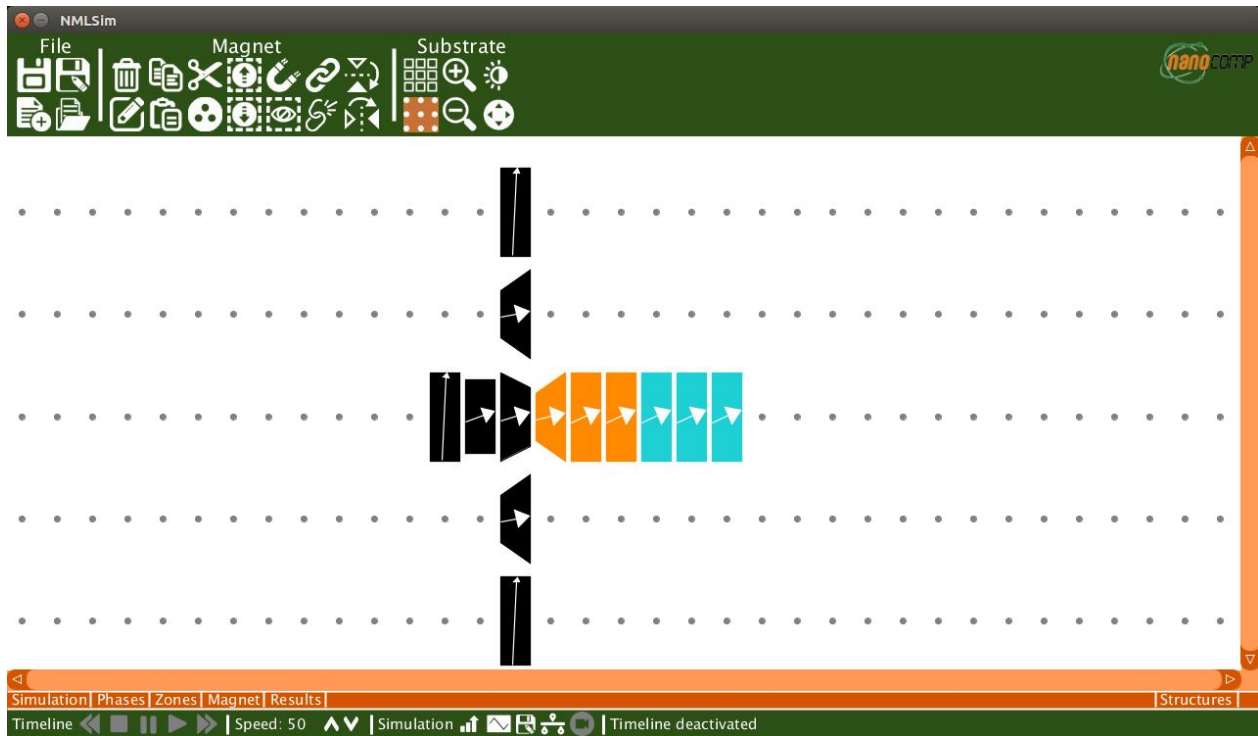 NMLSim
File Magnet Substrate
nanocomp
Simulation| Phases| Zones| Magnet| Results| |Structures |
Timeline |Speed: 50 |Simulation |Timeline deactivated